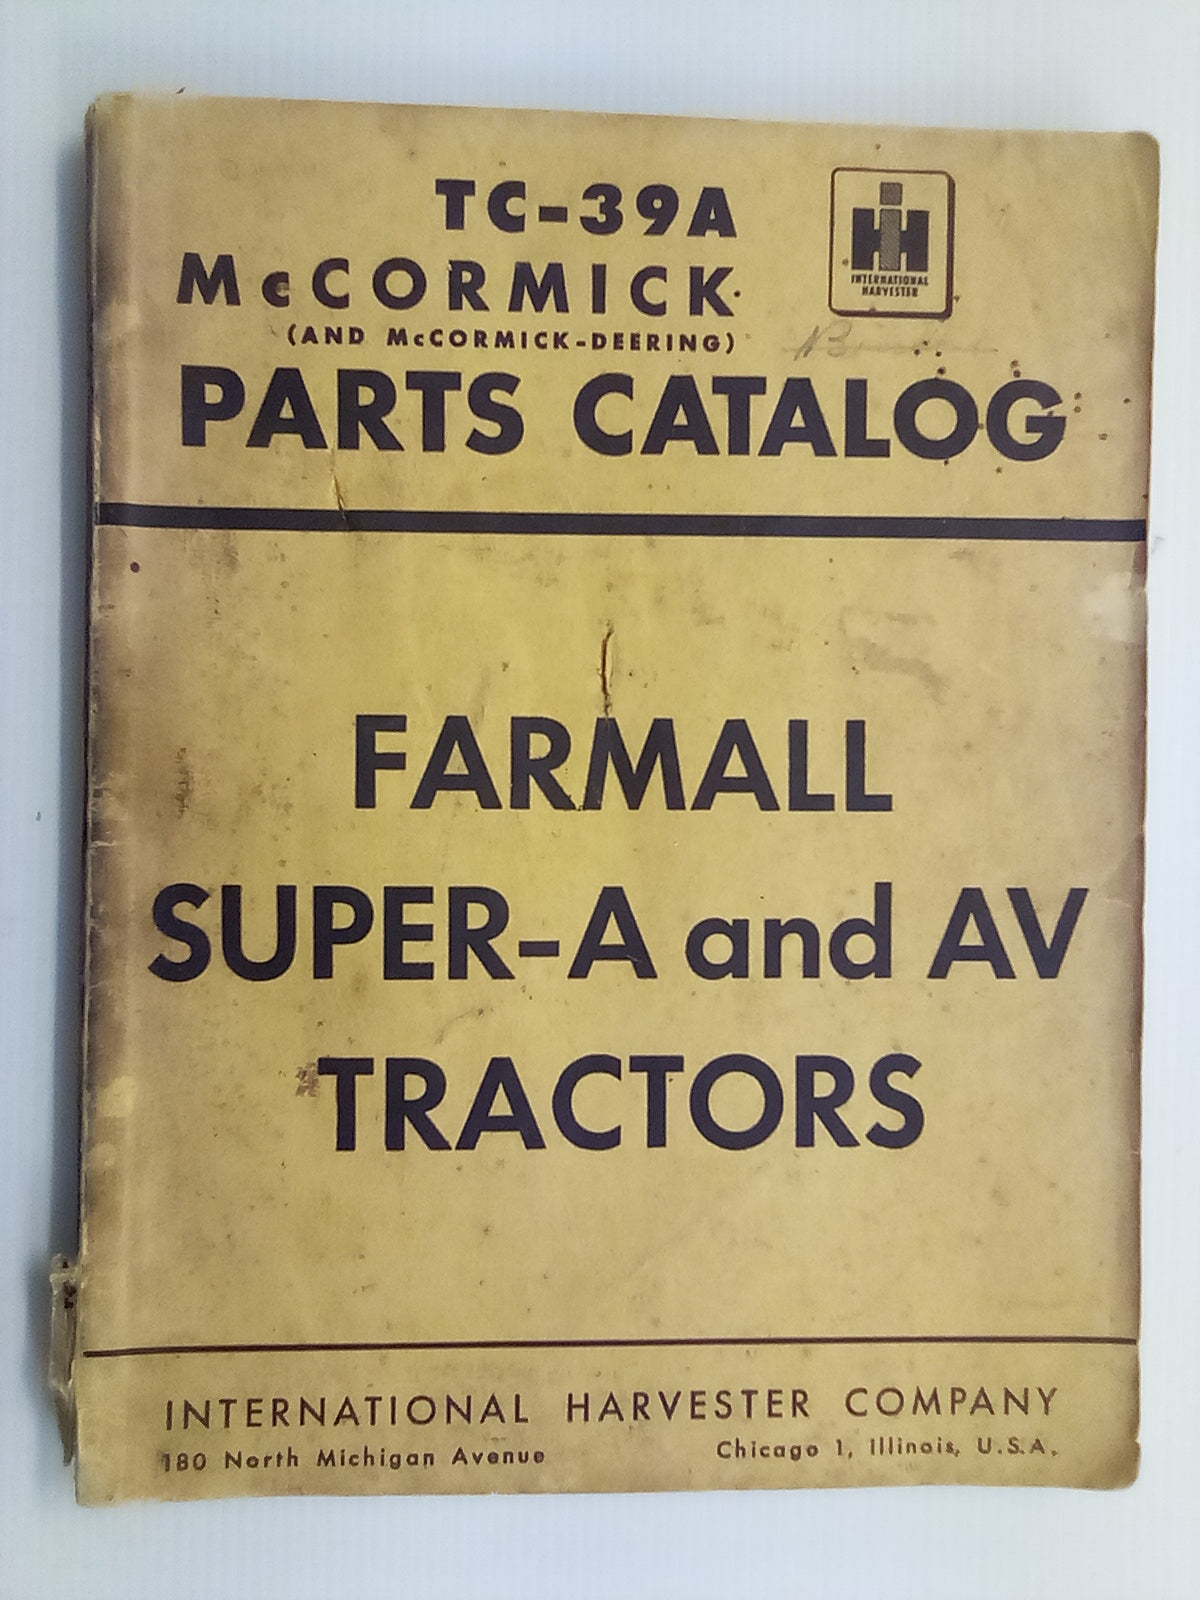 TC-39A
McCORMICK
(AND McCORMICK-DEERING)
PARTS CATALOG
IH
INTERNATIONAL
HARVESTER
FARMALL
SUPER-A and AV
TRACTORS
INTERNATIONAL HARVESTER COMPANY
180 North Michigan Avenue
Chicago 1, Illinois, U.S.A.